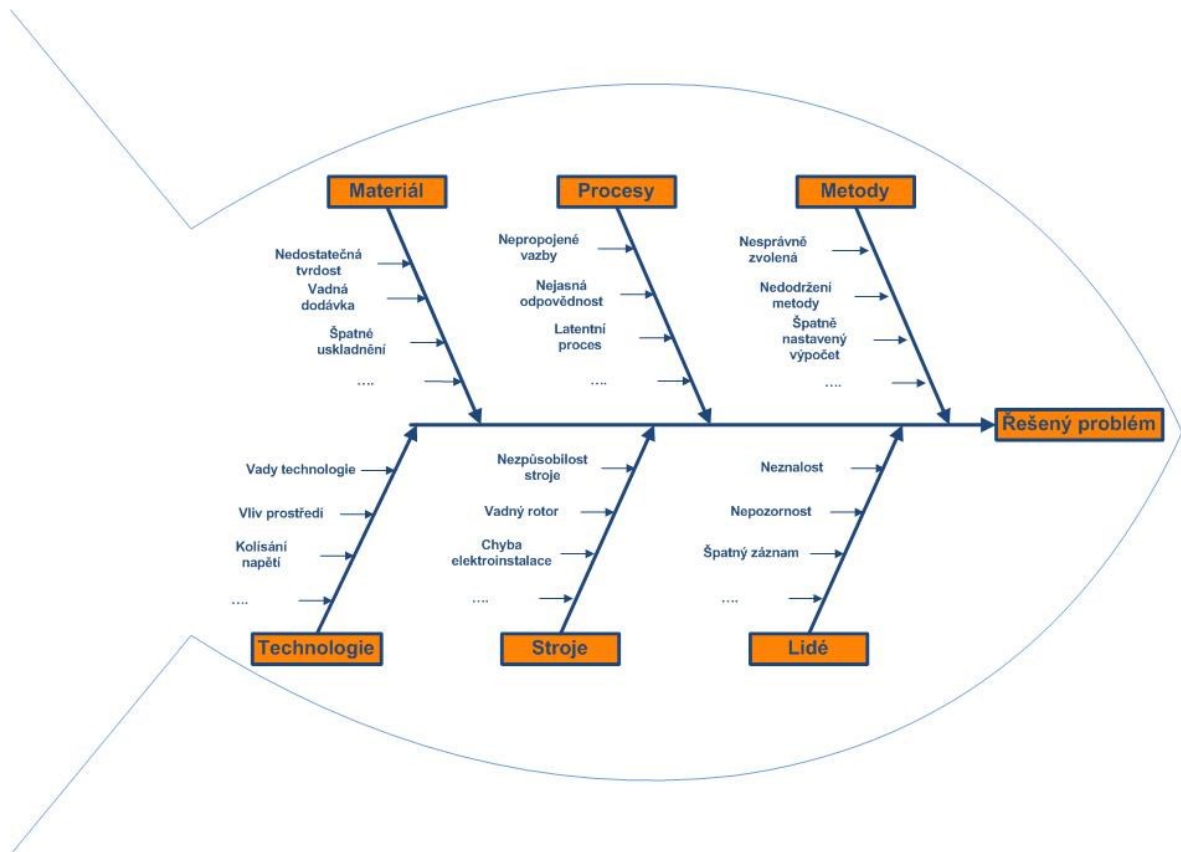 Materiál
Procesy
Metody
Nedostatečná
tvrdost
Vadná
dodávka
Špatné
uskladnění
....
Nepropojené
vazby
Nejasná
odpovědnost
Latentní
proces
....
Nesprávně
zvolená
Nedodržení
metody
Špatně
nastavený
výpočet
....
Řešený problém
Vady technologie
Vliv prostředí
Kolísání
napětí
....
Nezpůsobilost
stroje
Vadný rotor
Chyba
elektroinstalace
....
Neznalost
Nepozornost
Špatný záznam
....
Technologie
Stroje
Lidé